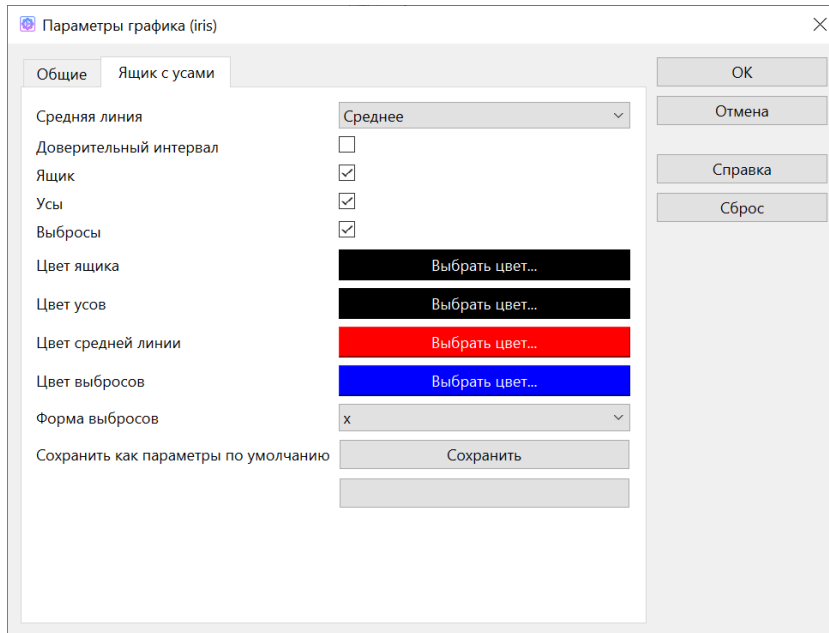 Параметры графика (iris)
Общие
Ящик с усами
OK
Отмена
Справка
Сброс
Средняя линия
Среднее
Доверительный интервал
Ящик
Усы
Выбросы
Цвет ящика
Выбрать цвет...
Цвет усов
Выбрать цвет...
Цвет средней линии
Выбрать цвет...
Цвет выбросов
Выбрать цвет...
Форма выбросов
x
Сохранить как параметры по умолчанию
Сохранить